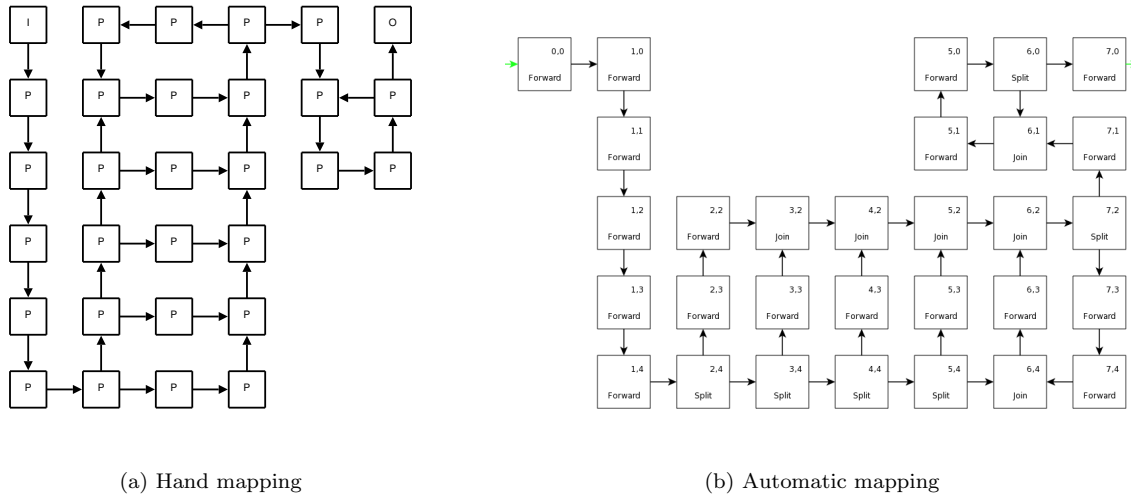 I P P P P O
P P P P P P
P P P P P P
P P P P
P P P P
P P P P
(a) Hand mapping
0,0 1,0 5,0 6,0 7,0
Forward Forward Forward Split Forward
1,1 5,1 6,1 7,1
Forward Forward Join Forward
1,2 2,2 3,2 4,2 5,2 6,2 7,2
Forward Forward Join Join Join Join Split
1,3 2,3 3,3 4,3 5,3 6,3 7,3
Forward Forward Forward Forward Forward Forward Forward
1,4 2,4 3,4 4,4 5,4 6,4 7,4
Forward Split Split Split Split Join Forward
(b) Automatic mapping